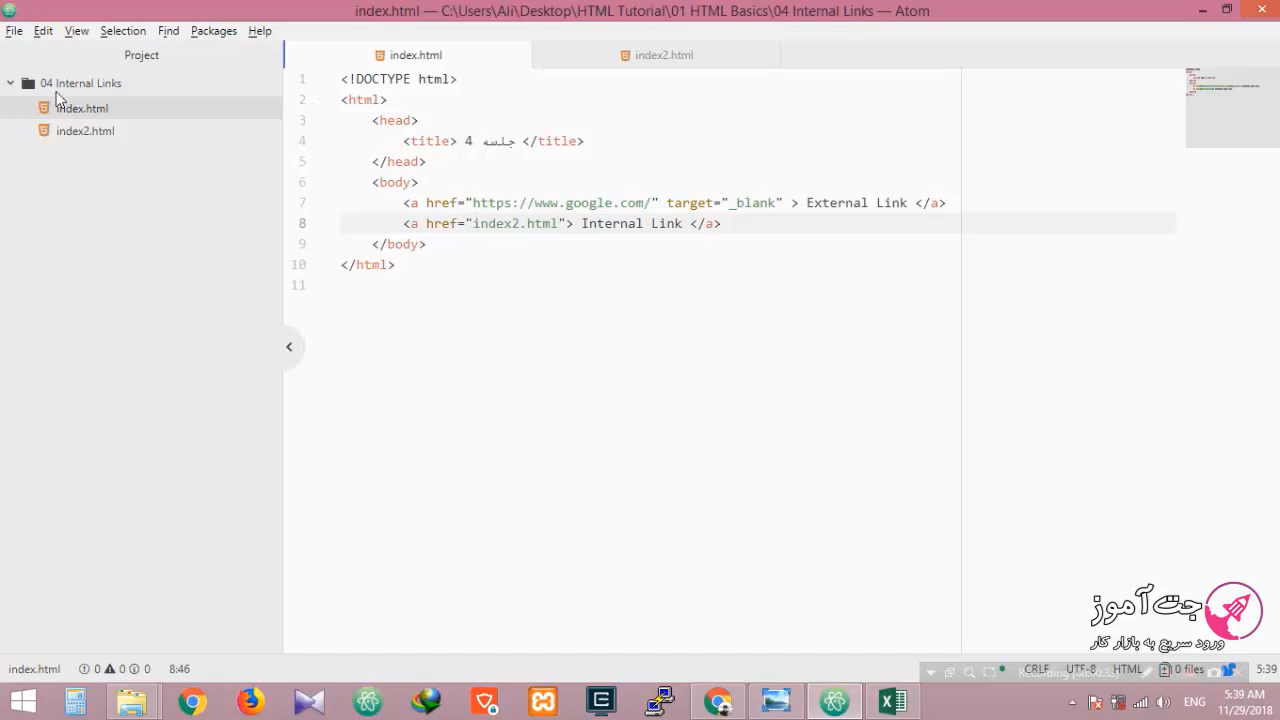 index.html — C:\Users\Ali\Desktop\HTML Tutorial\01 HTML Basics\04 Internal Links — Atom
File Edit View Selection Find Packages Help
Project
index.html
index2.html
04 Internal Links
index.html
index2.html
1 <!DOCTYPE html>
2 <html>
3 <head>
4 <title> جلسه 4 </title>
5 </head>
6 <body>
7 <a href="https://www.google.com/" target="_blank" > External Link </a>
8 <a href="index2.html"> Internal Link </a>
9 </body>
10 </html>
11
جت آموز
ورود سریع به بازار کار
index.html 0 0 0 8:46
CRLF UTF-8 HTML 0 files 5:39
ENG
5:39 AM
11/29/2018